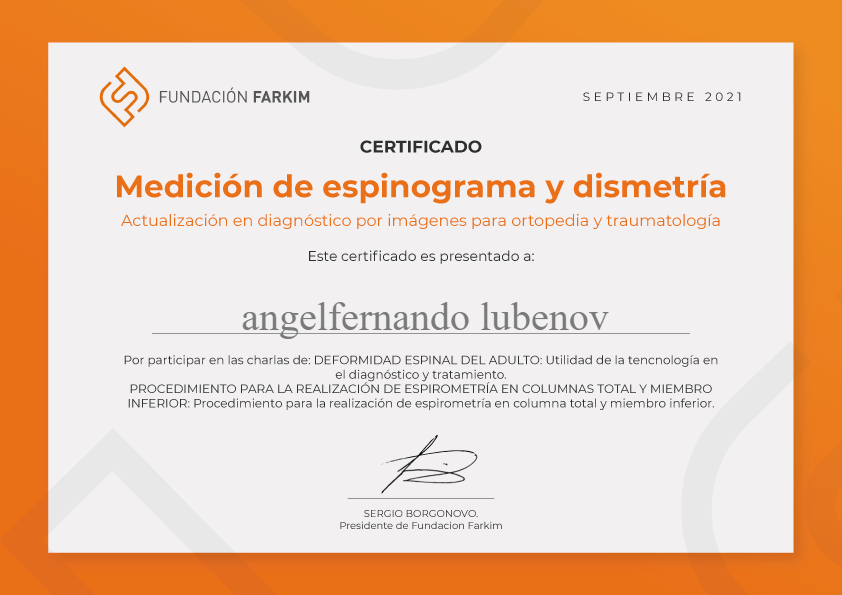 FUNDACIÓN FARKIM
SEPTIEMBRE 2021
CERTIFICADO
Medición de espinograma y dismetría
Actualización en diagnóstico por imágenes para ortopedia y traumatología
Este certificado es presentado a:
angelfernando lubenov
Por participar en las charlas de: DEFORMIDAD ESPINAL DEL ADULTO: Utilidad de la tencnología en
el diagnóstico y tratamiento.
PROCEDIMIENTO PARA LA REALIZACIÓN DE ESPIROMETRÍA EN COLUMNAS TOTAL Y MIEMBRO
INFERIOR: Procedimiento para la realización de espirometría en columna total y miembro inferior.
SERGIO BORGONOVO.
Presidente de Fundacion Farkim